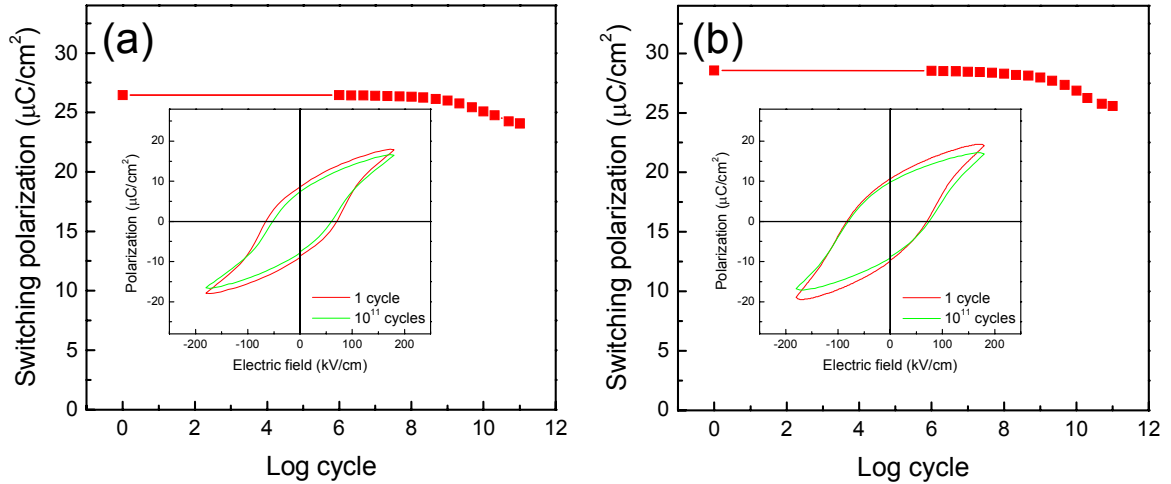 (a)
Switching polarization (μC/cm²)
35
30
25
20
15
10
5
0
0 2 4 6 8 10 12
Log cycle
Polarization (μC/cm²)
20
10
0
-10
-20
-200 -100 0 100 200
Electric field (kV/cm)
1 cycle
10¹¹ cycles
(b)
Switching polarization (μC/cm²)
30
25
20
15
10
5
0
0 2 4 6 8 10 12
Log cycle
Polarization (μC/cm²)
20
10
0
-10
-20
-200 -100 0 100 200
Electric field (kV/cm)
1 cycle
10¹¹ cycles